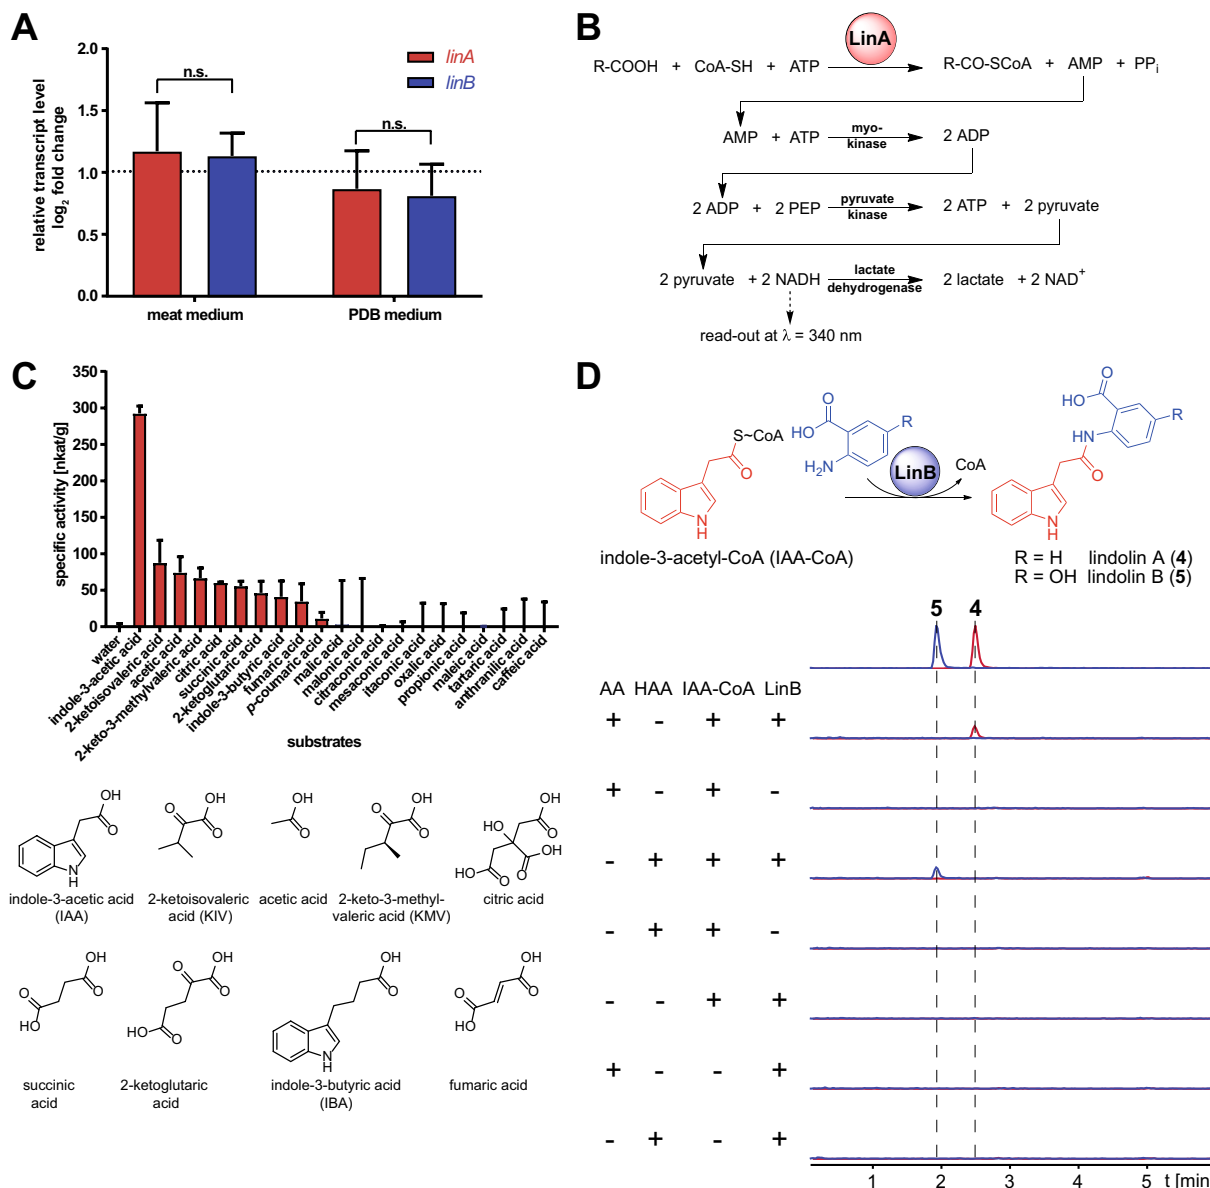 A
relative transcript level
log2 fold change
2.0
1.5
1.0
0.5
0.0
n.s.
n.s.
linA
linB
meat medium
PDB medium
B
LinA
R-COOH + CoA-SH + ATP
R-CO-SCoA + AMP + PPi
AMP + ATP
myo-
kinase
2 ADP
2 ADP + 2 PEP
pyruvate
kinase
2 ATP + 2 pyruvate
2 pyruvate + 2 NADH
lactate
dehydrogenase
2 lactate + 2 NAD+
read-out at λ = 340 nm
C
specific activity [nkat/g]
350
300
250
200
150
100
50
0
water
indole-3-acetic acid
2-ketoisovaleric acid
acetic acid
2-keto-3-methylvaleric acid
citric acid
succinic acid
2-ketoglutaric acid
indole-3-butyric acid
fumaric acid
p-coumaric acid
malic acid
malonic acid
citraconic acid
mesaconic acid
itaconic acid
oxalic acid
propionic acid
maleic acid
tartaric acid
anthranilic acid
caffeic acid
substrates
OH
O
N
H
indole-3-acetic acid
(IAA)
O
OH
O
2-ketoisovaleric
acid (KIV)
OH
O
acetic acid
O
OH
O
2-keto-3-methyl-
valeric acid (KMV)
OH
HO
O
OH
O
O
OH
citric acid
OH
O
O
HO
succinic
acid
OH
O
O
HO
O
2-ketoglutaric
acid
OH
O
N
H
indole-3-butyric acid
(IBA)
OH
O
O
HO
fumaric acid
D
S~CoA
O
N
H
indole-3-acetyl-CoA (IAA-CoA)
O
HO
R
H2N
LinB
CoA
O
HO
R
HN
O
N
H
R = H lindolin A (4)
R = OH lindolin B (5)
5 4
AA HAA IAA-CoA LinB
+ - + +
+ - + -
- + + +
- + + -
- - + +
+ - - +
- + - +
1 2 3 4 5 t [min